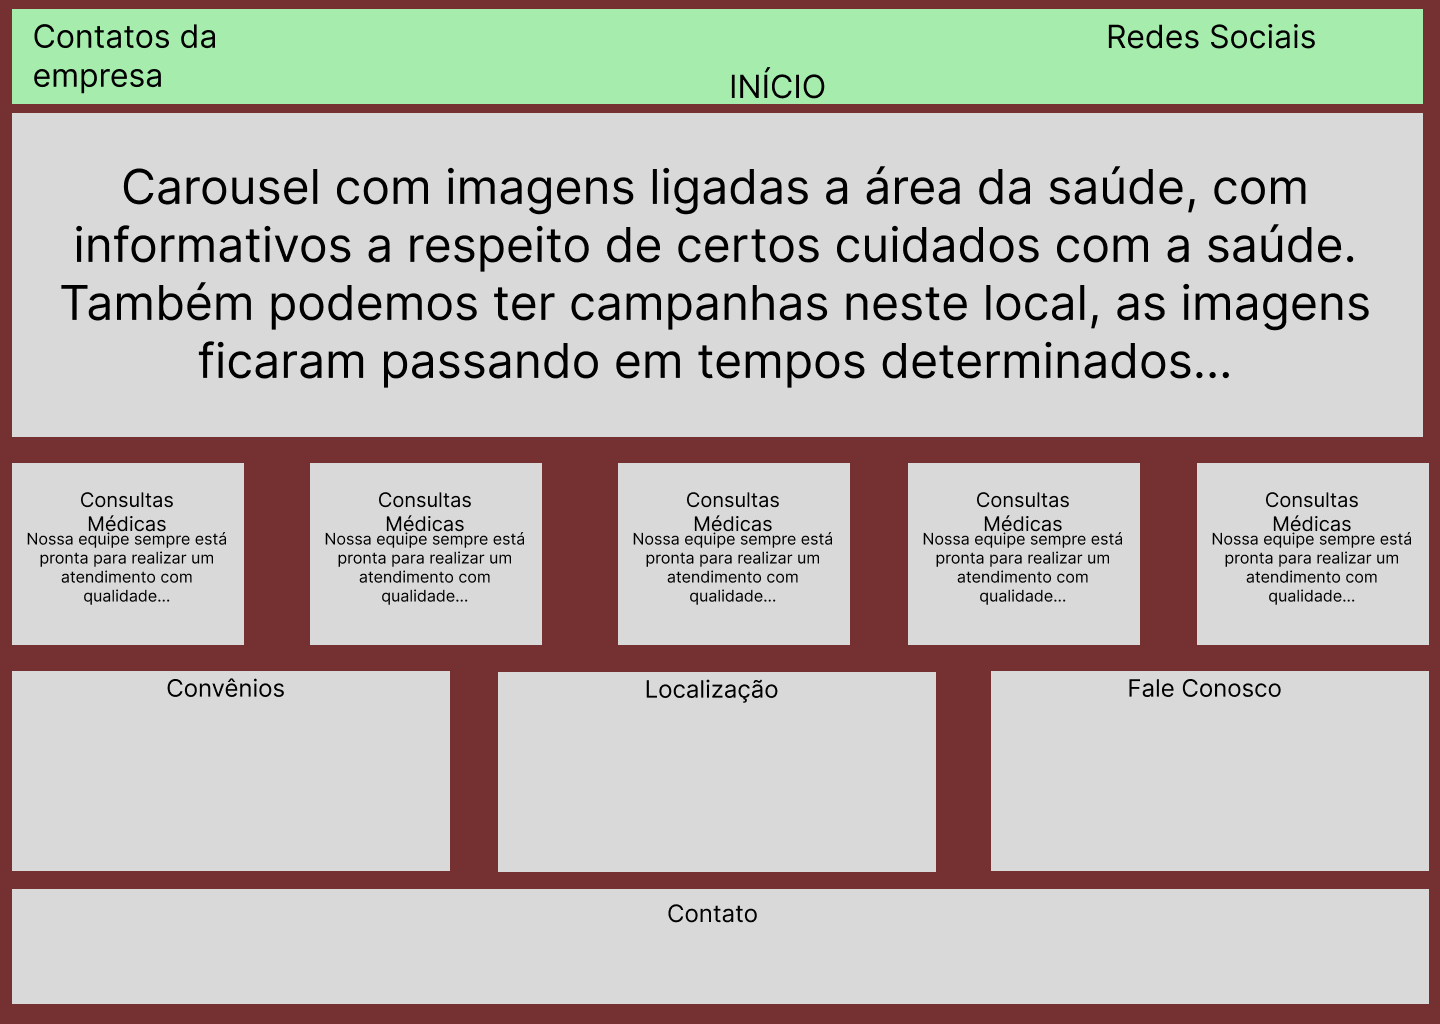 Contatos da
empresa
Redes Sociais
INÍCIO
Carousel com imagens ligadas a área da saúde, com
informativos a respeito de certos cuidados com a saúde.
Também podemos ter campanhas neste local, as imagens
ficaram passando em tempos determinados...
Consultas
Médicas
Nossa equipe sempre está
pronta para realizar um
atendimento com
qualidade...
Consultas
Médicas
Nossa equipe sempre está
pronta para realizar um
atendimento com
qualidade...
Consultas
Médicas
Nossa equipe sempre está
pronta para realizar um
atendimento com
qualidade...
Consultas
Médicas
Nossa equipe sempre está
pronta para realizar um
atendimento com
qualidade...
Consultas
Médicas
Nossa equipe sempre está
pronta para realizar um
atendimento com
qualidade...
Convênios
Localização
Fale Conosco
Contato